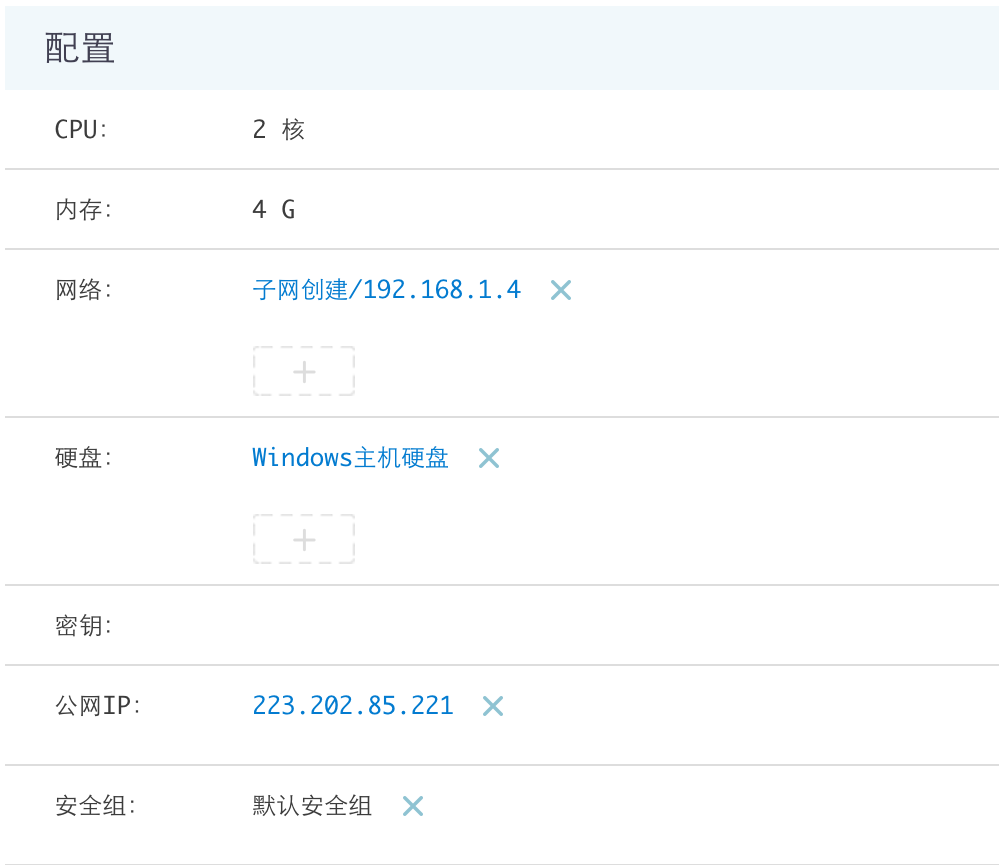 配置
CPU: 2 核
内存: 4 G
网络: 子网创建/192.168.1.4
硬盘: Windows主机硬盘
密钥:
公网IP: 223.202.85.221
安全组: 默认安全组